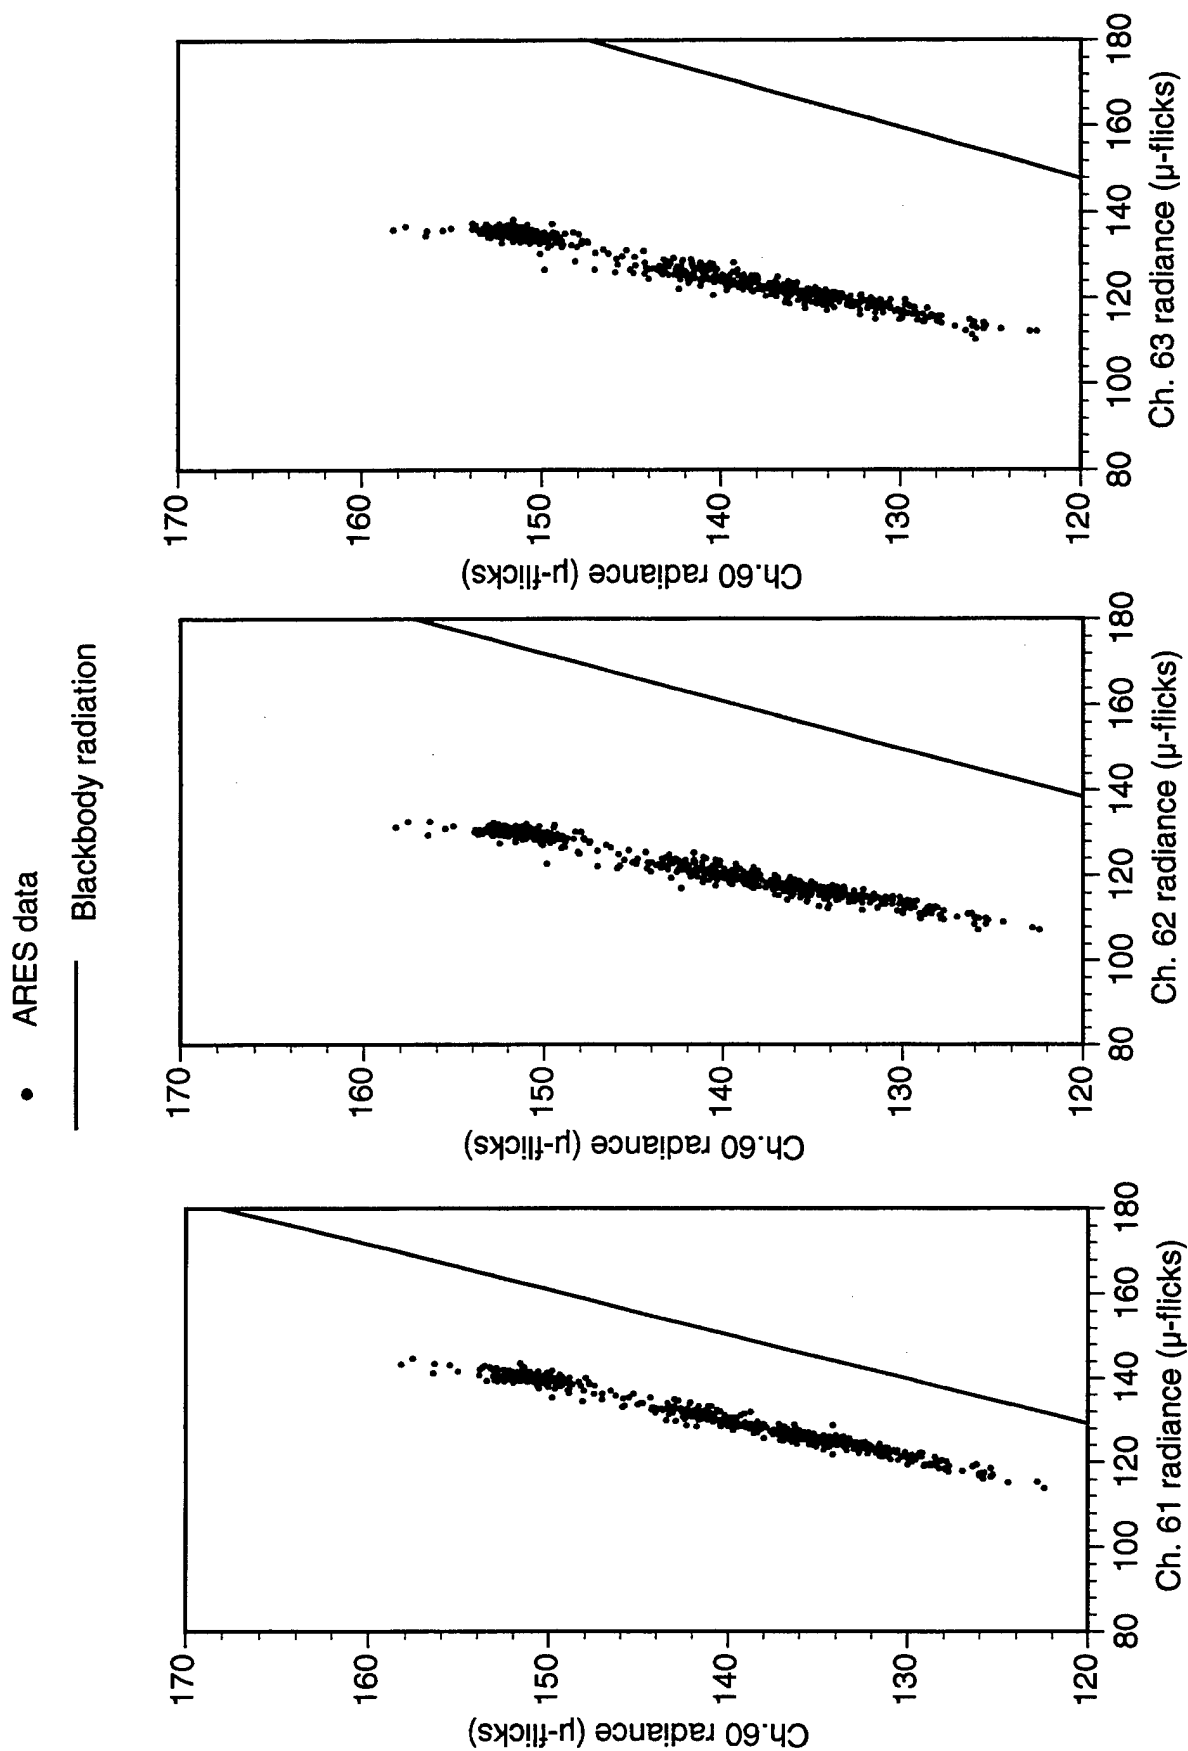 • ARES data
Blackbody radiation
170
160
150
140
130
120
Ch.60 radiance (µ-flicks)
80 100 120 140 160 180
Ch. 61 radiance (µ-flicks)
170
160
150
140
130
120
Ch.60 radiance (µ-flicks)
80 100 120 140 160 180
Ch. 62 radiance (µ-flicks)
170
160
150
140
130
120
Ch.60 radiance (µ-flicks)
80 100 120 140 160 180
Ch. 63 radiance (µ-flicks)